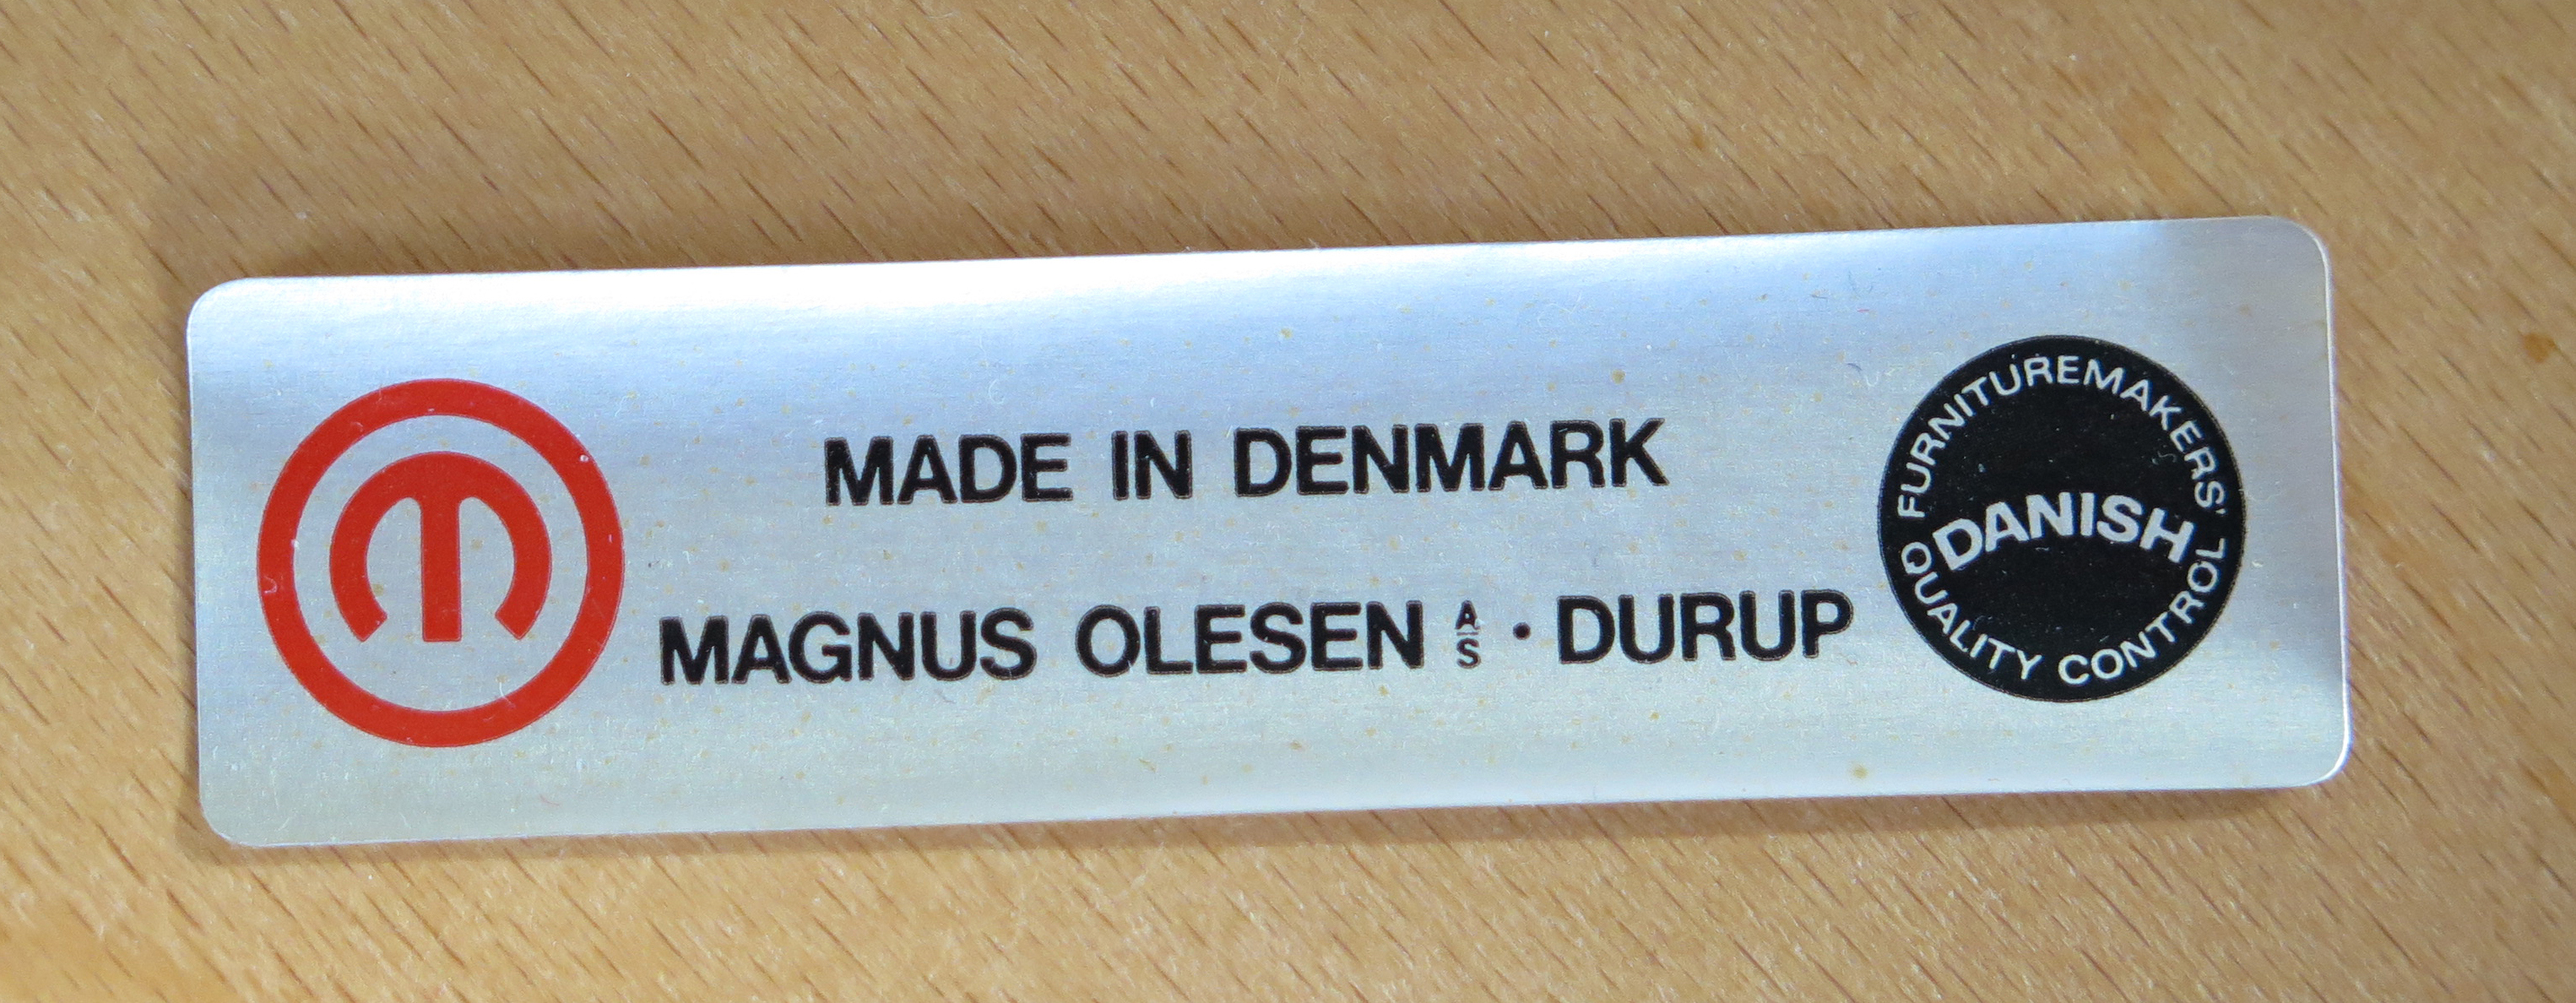 MADE IN DENMARK
MAGNUS OLESEN A/S · DURUP
FURNITUREMAKERS'
DANISH
QUALITY CONTROL